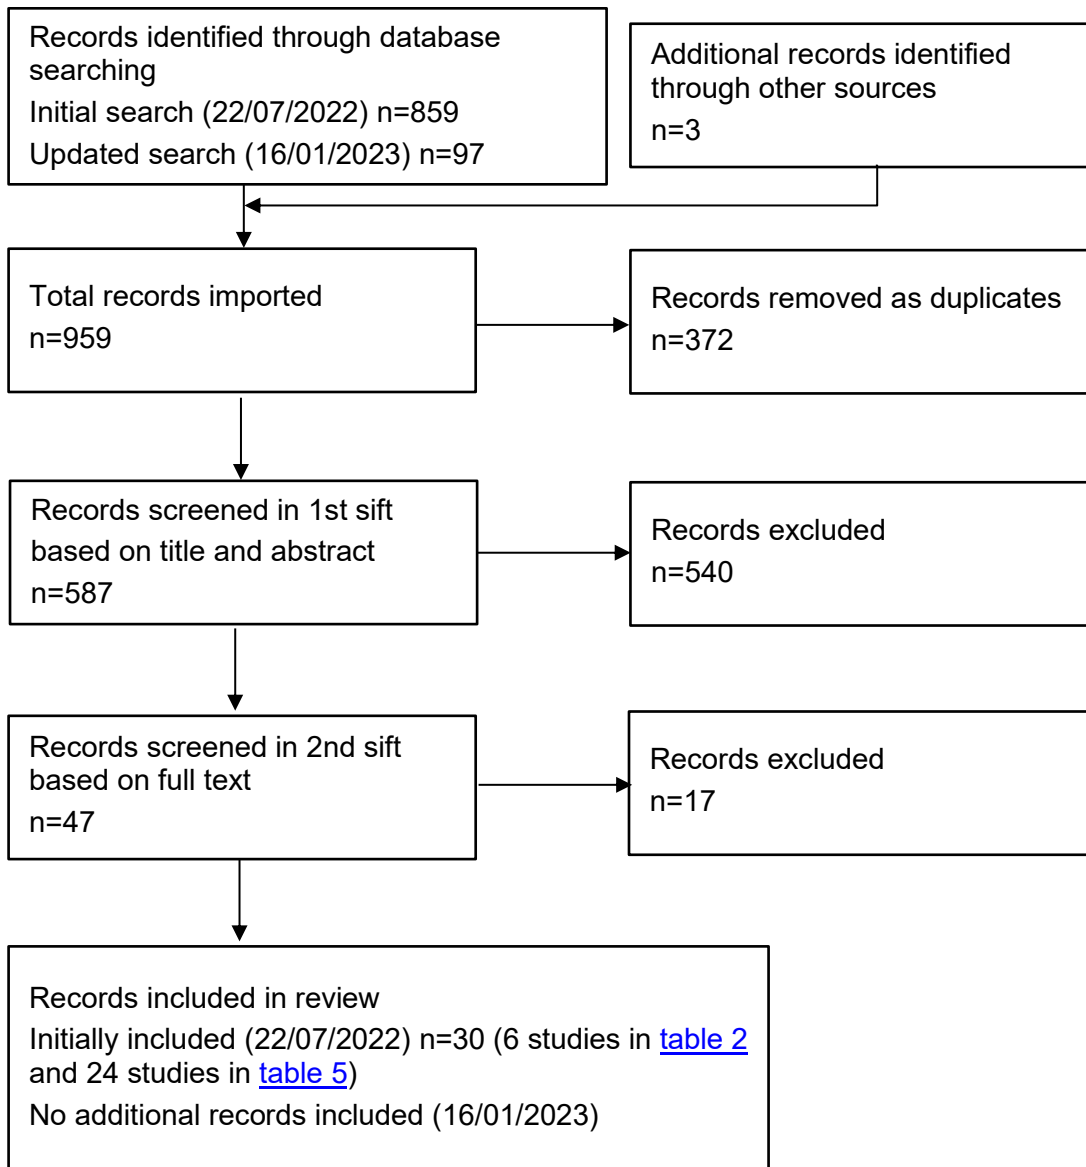 Records identified through database
searching
Initial search (22/07/2022) n=859
Updated search (16/01/2023) n=97
Additional records identified
through other sources
n=3
Total records imported
n=959
Records removed as duplicates
n=372
Records screened in 1st sift
based on title and abstract
n=587
Records excluded
n=540
Records screened in 2nd sift
based on full text
n=47
Records excluded
n=17
Records included in review
Initially included (22/07/2022) n=30 (6 studies in table 2
and 24 studies in table 5)
No additional records included (16/01/2023)